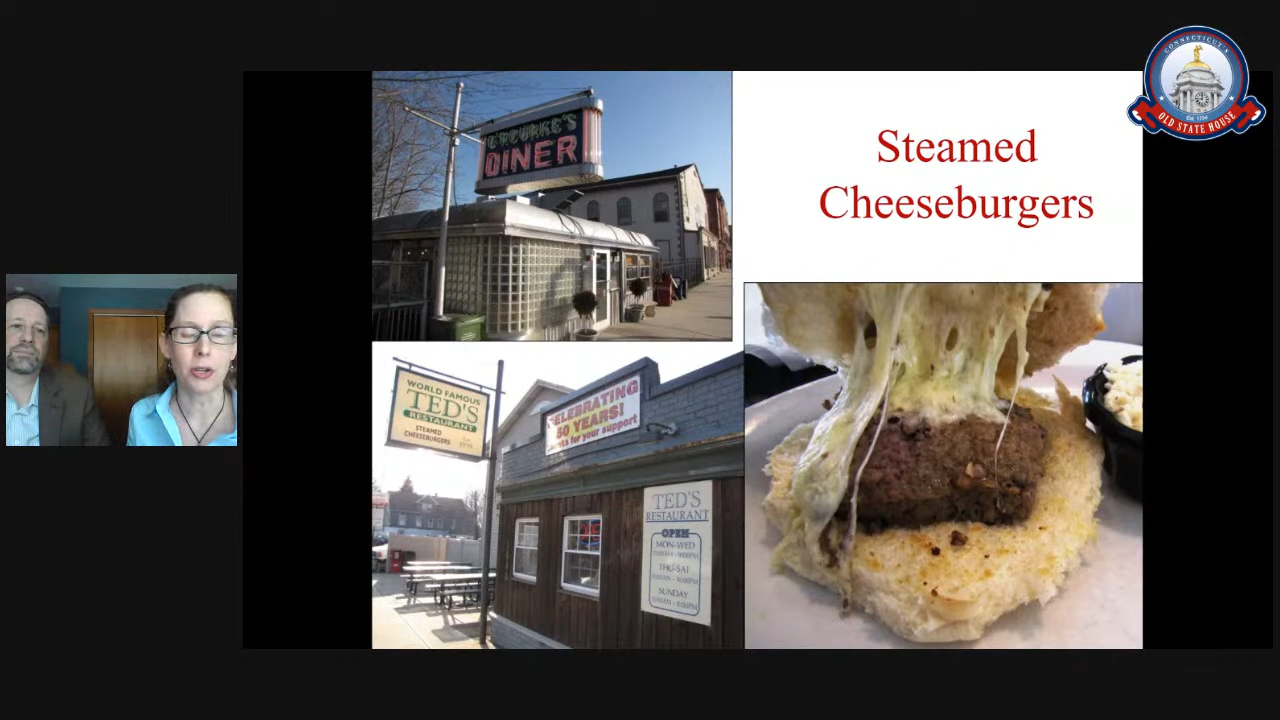 CONNECTICUT'S
OLD STATE HOUSE
Steamed
Cheeseburgers
O'ROURKE'S
DINER
WORLD FAMOUS
TED'S
RESTAURANT
STEAMED
CHEESEBURGERS
CELEBRATING
50 YEARS!
for your support
TED'S
RESTAURANT
OPEN
MON-WED
THU-SAT
SUNDAY